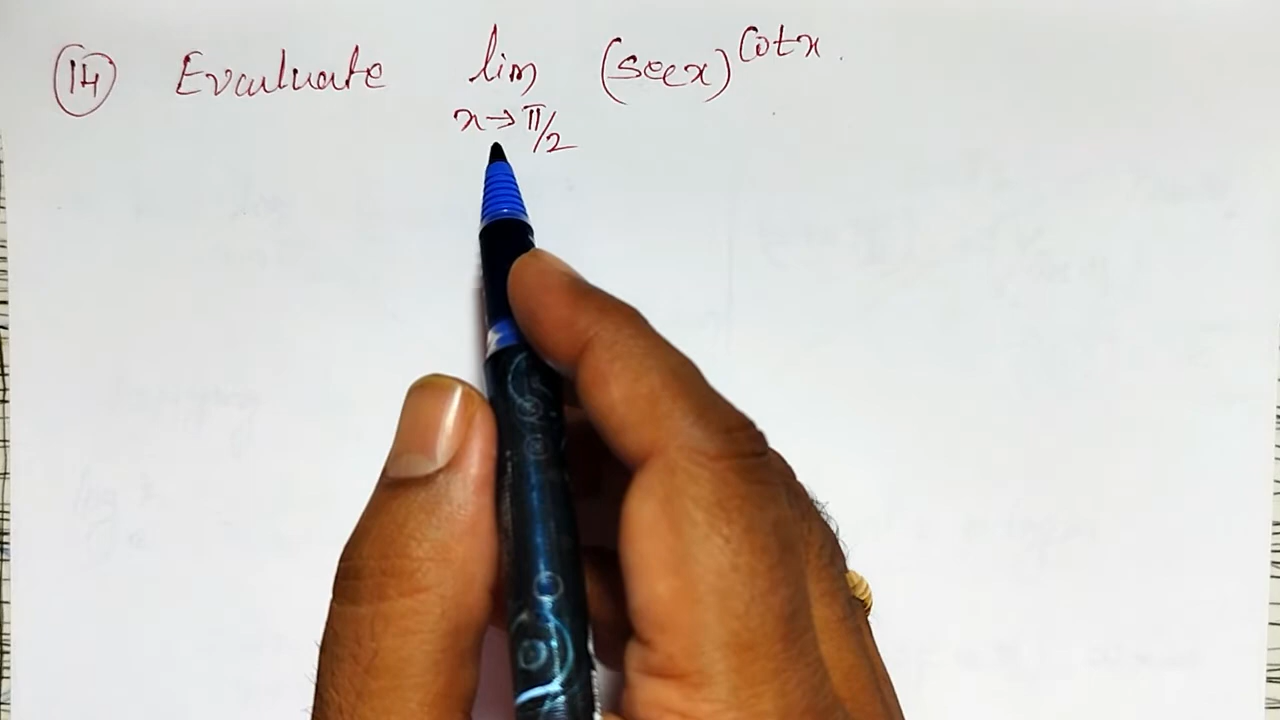 14 Evaluate lim (secx)^cotx.
x→π/2